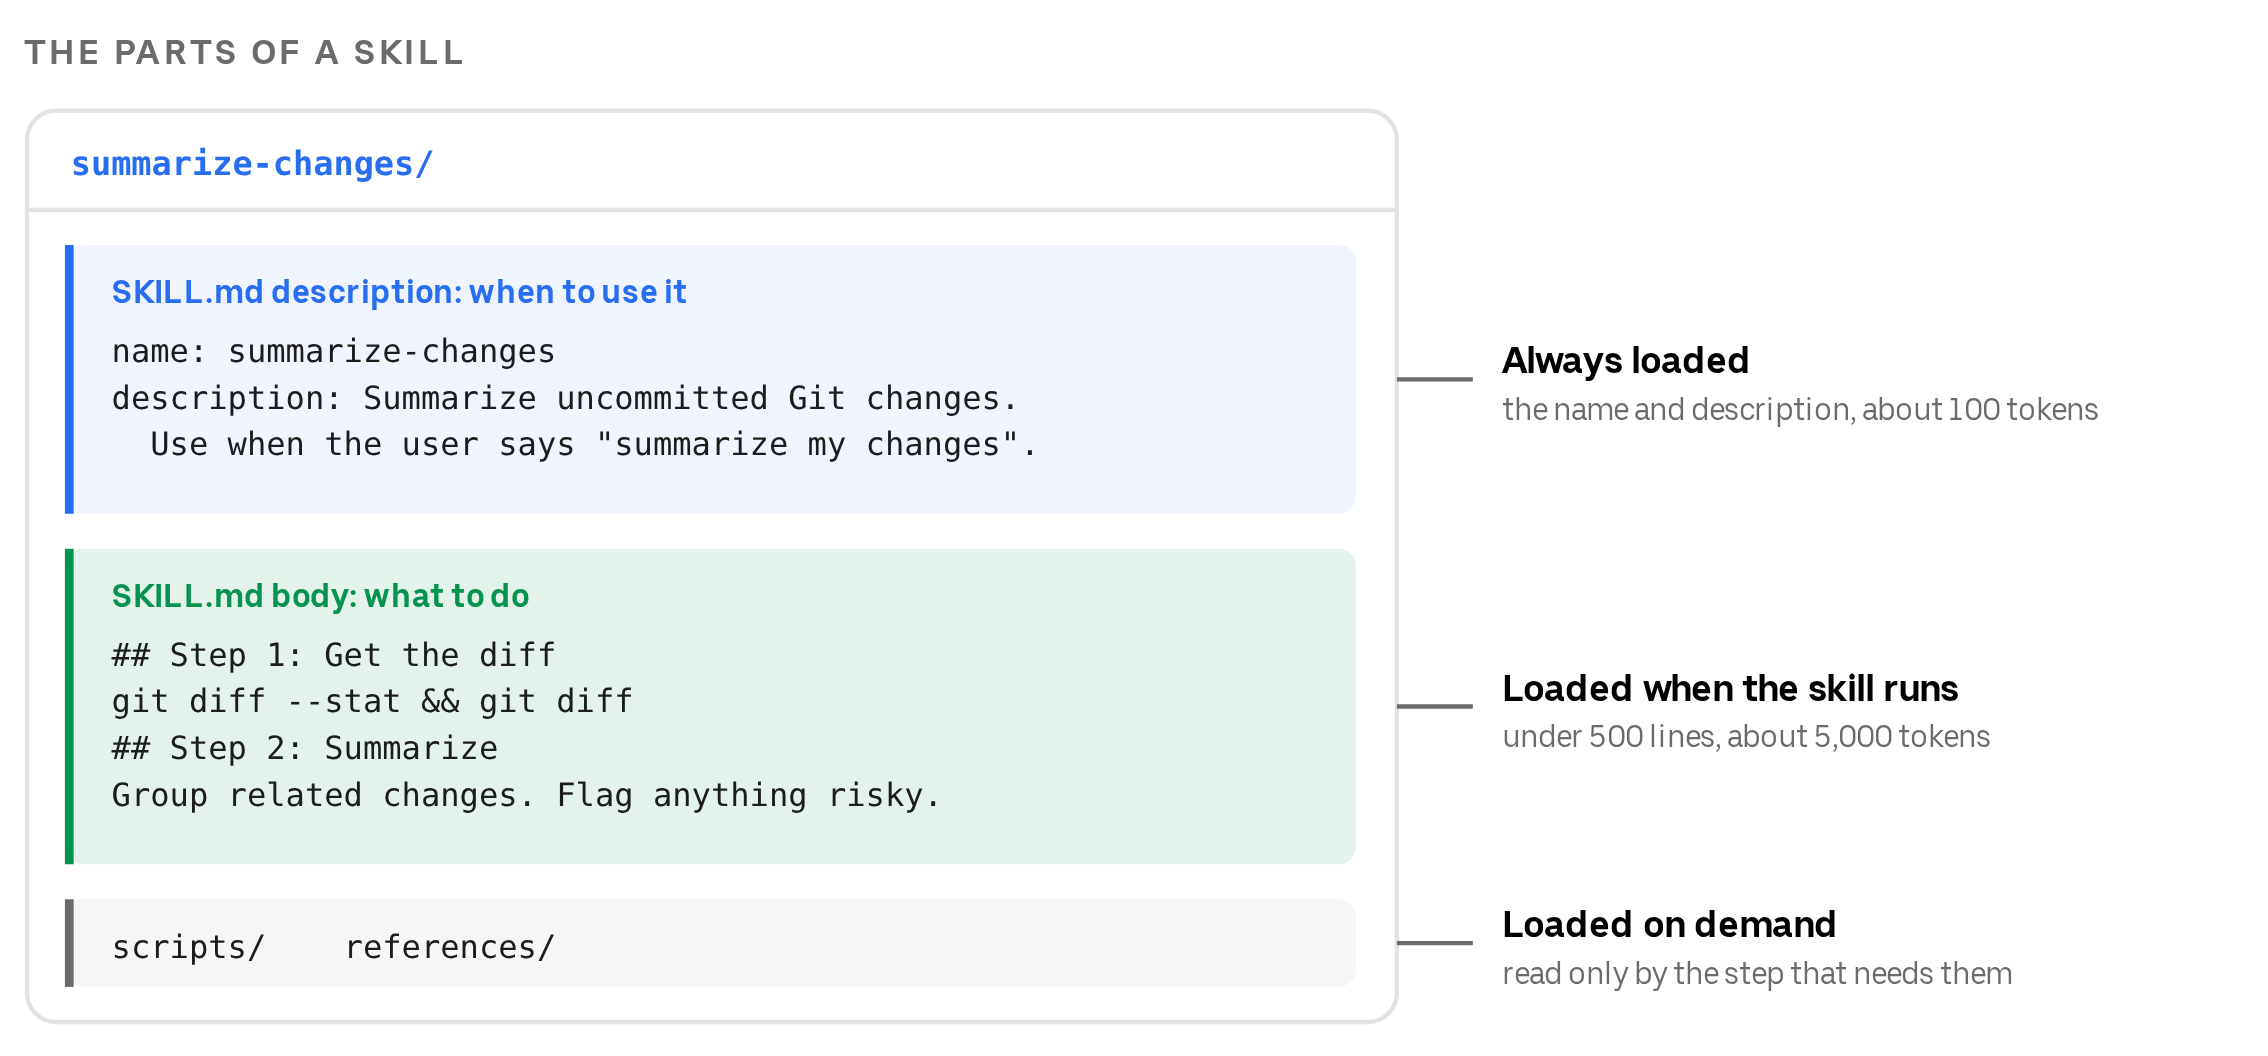 THE PARTS OF A SKILL
summarize-changes/
SKILL.md description: when to use it
name: summarize-changes
description: Summarize uncommitted Git changes.
Use when the user says "summarize my changes".
Always loaded
the name and description, about 100 tokens
SKILL.md body: what to do
## Step 1: Get the diff
git diff --stat && git diff
## Step 2: Summarize
Group related changes. Flag anything risky.
Loaded when the skill runs
under 500 lines, about 5,000 tokens
scripts/    references/
Loaded on demand
read only by the step that needs them